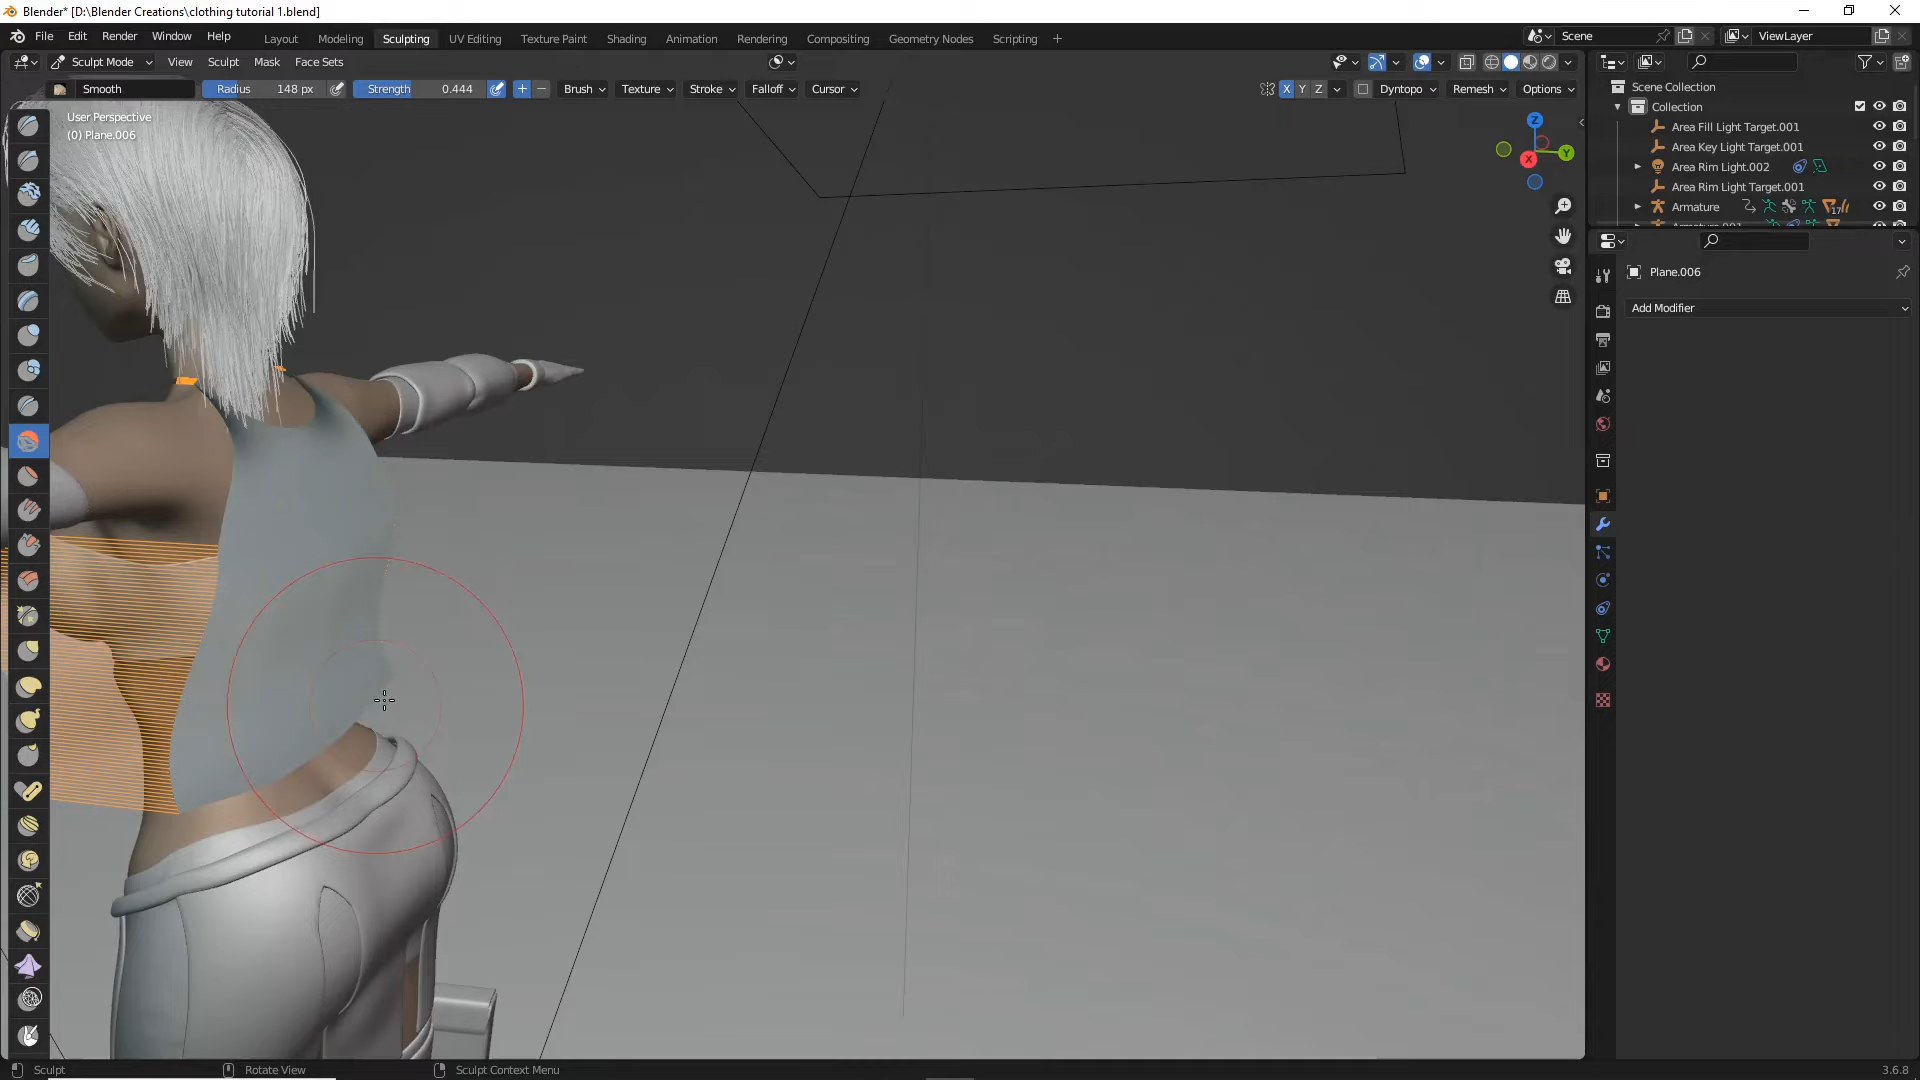 Blender* [D:\Blender Creations\clothing tutorial 1.blend]
File Edit Render Window Help Layout Modeling Sculpting UV Editing Texture Paint Shading Animation Rendering Compositing Geometry Nodes Scripting + Scene ViewLayer
Sculpt Mode View Sculpt Mask Face Sets
Smooth Radius 148 px Strength 0.444 Brush Texture Stroke Falloff Cursor X Y Z Dyntopo Remesh Options
User Perspective
(0) Plane.006
Z
Y
X
Scene Collection
Collection
Area Fill Light Target.001
Area Key Light Target.001
Area Rim Light.002
Area Rim Light Target.001
Armature 17
Plane.006
Add Modifier
Sculpt Rotate View Sculpt Context Menu 3.6.8